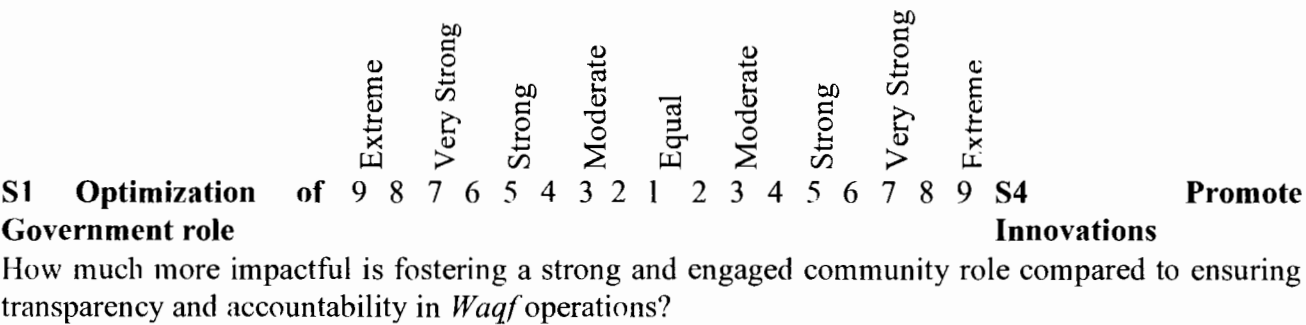 Extreme
Very Strong
Strong
Moderate
Equal
Moderate
Strong
Very Strong
Extreme
S1 Optimization of 9 8 7 6 5 4 3 2 1 2 3 4 5 6 7 8 9 S4 Promote
Government role Innovations
How much more impactful is fostering a strong and engaged community role compared to ensuring
transparency and accountability in Waqf operations?